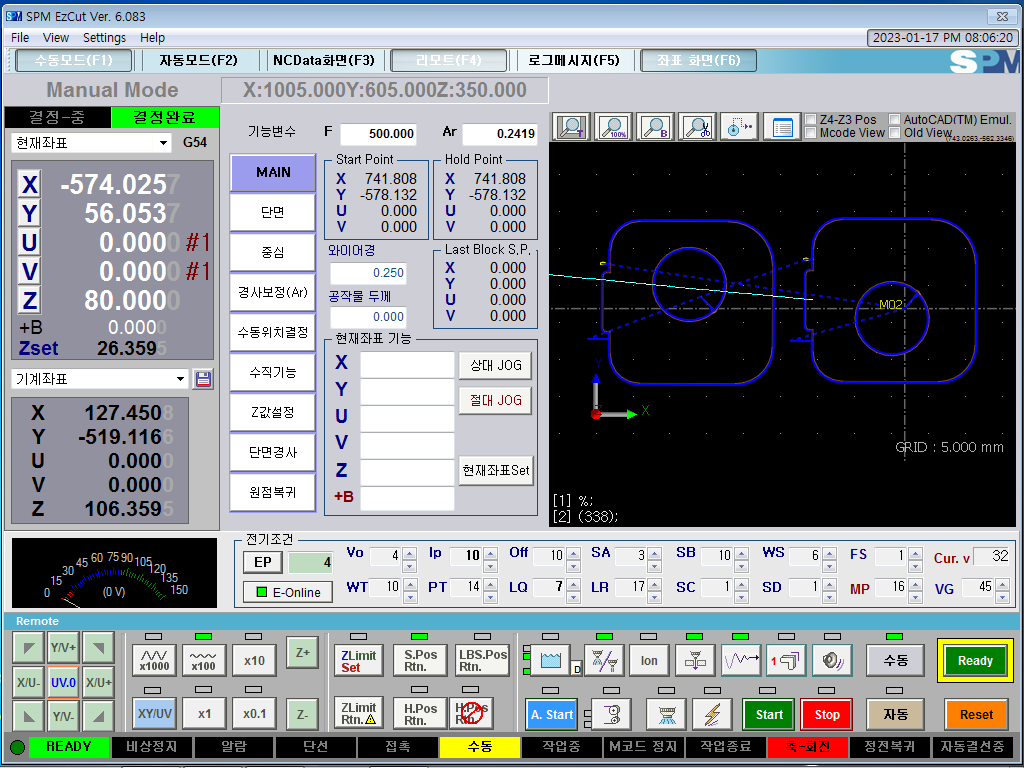 SPM EzCut Ver. 6.083
File View Settings Help
2023-01-17 PM 08:06:20
수동모드(F1) 자동모드(F2) NCData화면(F3) 리모트(F4) 로그메시지(F5) 좌표 화면(F6) SPM
Manual Mode X:1005.000Y:605.000Z:350.000
결정-중 결정완료
현재좌표 G54
X -574.0257
Y 56.0537
U 0.0000 #1
V 0.0000 #1
Z 80.0000
+B 0.0000
Zset 26.3595
기계좌표
X 127.4508
Y -519.1166
U 0.0000
V 0.0000
Z 106.3595
기능변수 F 500.000 Ar 0.2419
MAIN
단면
중심
경사보정(Ar)
수동위치결정
수직기능
Z값설정
단면경사
원점복귀
Start Point
X 741.808
Y -578.132
U 0.000
V 0.000
Hold Point
X 741.808
Y -578.132
U 0.000
V 0.000
와이어경
0.250
공작물 두께
0.000
Last Block S.P.
X 0.000
Y 0.000
U 0.000
V 0.000
현재좌표 기능
X
Y
U
V
Z
+B
상대 JOG
절대 JOG
현재좌표Set
T 100% B
Z4-Z3 Pos AutoCAD(TM) Emul.
Mcode View Old View
(743.0263,-562.3346)
M02
Y
X
GRID : 5.000 mm
[1] %;
[2] (338);
0 15 30 45 60 75 90 105 120 135 150
(0 V)
전기조건
EP 4 Vo 4 Ip 10 Off 10 SA 3 SB 10 WS 6 FS 1 Cur. v 32
E-Online WT 10 PT 14 LQ 7 LR 17 SC 1 SD 1 MP 16 VG 45
Remote
Y/V+
X/U- UV.0 X/U+
Y/V-
x1000 x100 x10 Z+
XY/UV x1 x0.1 Z-
ZLimit Set S.Pos Rtn. LBS.Pos Rtn.
ZLimit Rtn. H.Pos Rtn. H.Pos Rtn.
D Ion 1 수동 Ready
A. Start Start Stop 자동 Reset
READY 비상정지 알람 단선 접촉 수동 작업중 M코드 정지 작업종료 축-회전 정전복귀 자동결선중